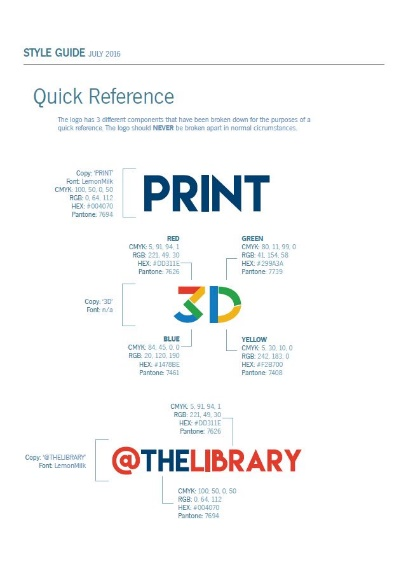 STYLE GUIDE JULY 2016
Quick Reference
The logo has 3 different components that have been broken down for the purposes of a
quick reference. The logo should NEVER be broken apart in normal cicrumstances.
Copy: 'PRINT'
Font: LemonMilk
CMYK: 100, 50, 0, 50
RGB: 0, 64, 112
HEX: #004070
Pantone: 7694
PRINT
RED
CMYK: 5, 91, 94, 1
RGB: 221, 49, 30
HEX: #DD311E
Pantone: 7626
GREEN
CMYK: 80, 11, 99, 0
RGB: 41, 154, 58
HEX: #299A3A
Pantone: 7739
Copy: '3D'
Font: n/a
3D
BLUE
CMYK: 84, 45, 0, 0
RGB: 20, 120, 190
HEX: #1478BE
Pantone: 7461
YELLOW
CMYK: 5, 30, 10, 0
RGB: 242, 183, 0
HEX: #F2B700
Pantone: 7408
CMYK: 5, 91, 94, 1
RGB: 221, 49, 30
HEX: #DD311E
Pantone: 7626
Copy: '@THELIBRARY'
Font: LemonMilk
@THELIBRARY
CMYK: 100, 50, 0, 50
RGB: 0, 64, 112
HEX: #004070
Pantone: 7694